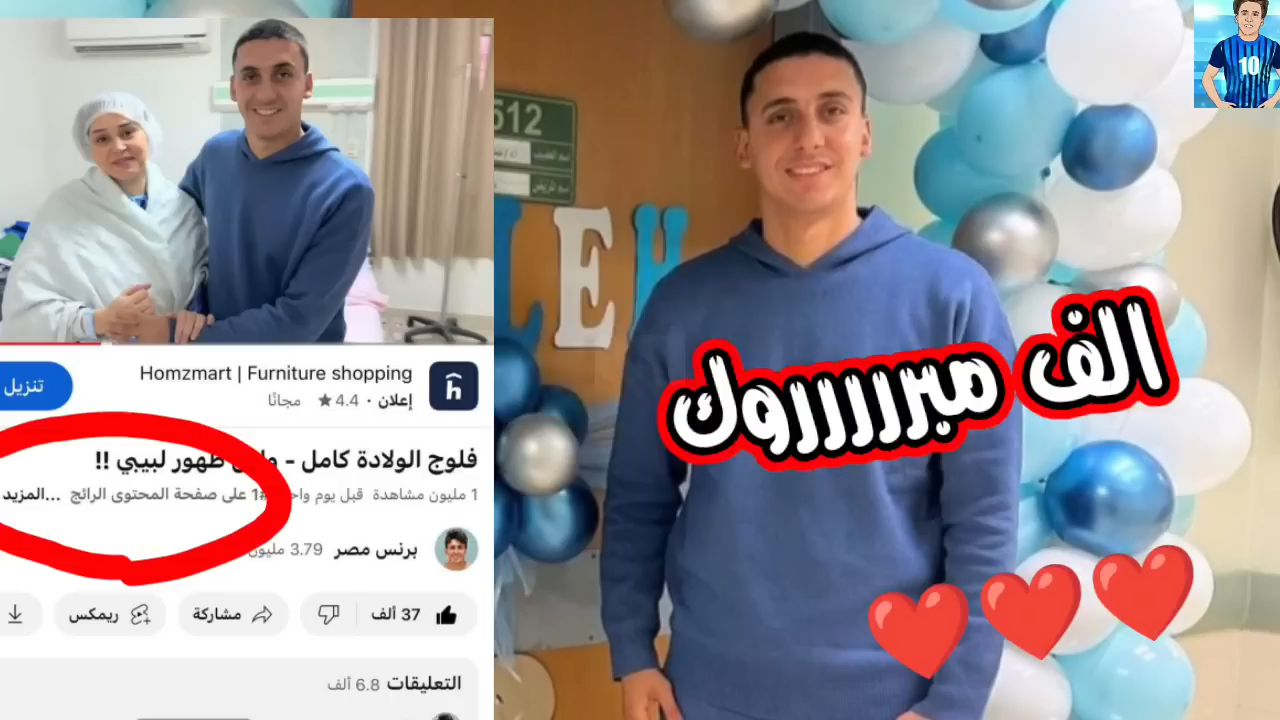 Homzmart | Furniture shopping
إعلان · 4.4 ★ مجانًا
تنزيل
فلوج الولادة كامل - ظهور لبيبي !!
1 مليون مشاهدة قبل يوم #1 على صفحة المحتوى الرائج ...المزيد
برنس مصر 3.79 مليون
37 ألف
مشاركة
ريمكس
التعليقات 6.8 ألف
512
LEH
الف مبررررروك
10